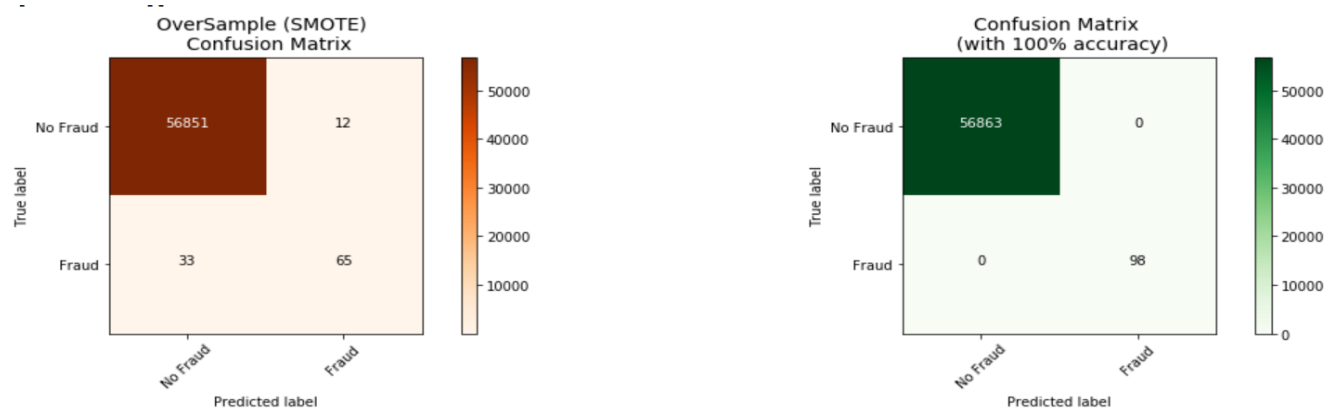 OverSample (SMOTE)
Confusion Matrix
True label
No Fraud
Fraud
56851
12
33
65
No Fraud
Fraud
Predicted label
50000
40000
30000
20000
10000
Confusion Matrix
(with 100% accuracy)
True label
No Fraud
Fraud
56863
0
0
98
No Fraud
Fraud
Predicted label
50000
40000
30000
20000
10000
0